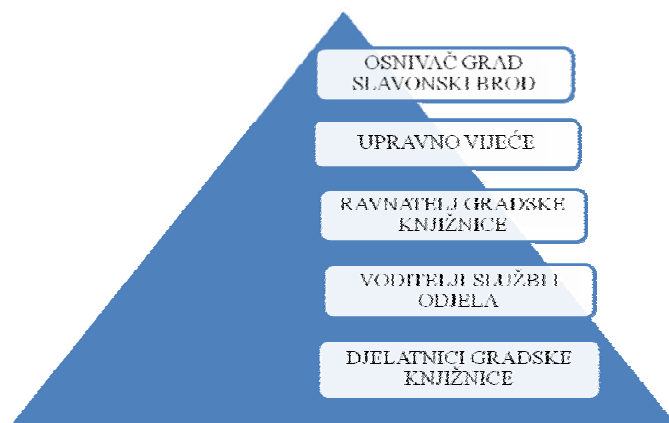 OSNIVAČ GRAD
SLAVONSKI BROD
UPRAVNO VIJEĆE
RAVNATELJ GRADSKE
KNJIŽNICE
VODITELJI SLUŽBI I
ODJELA
DJELATNICI GRADSKE
KNJIŽNICE